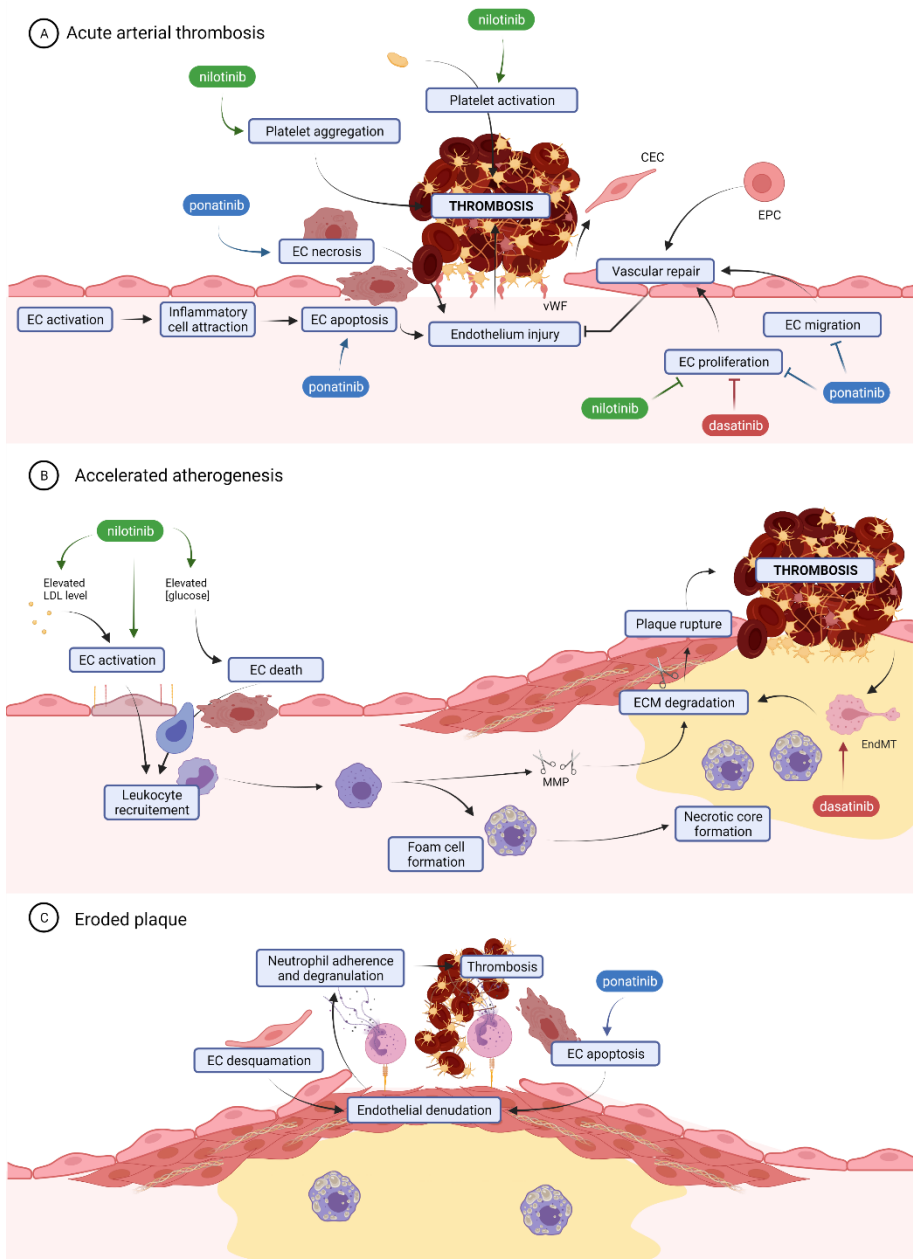 A
Acute arterial thrombosis
nilotinib
nilotinib
Platelet activation
Platelet aggregation
CEC
THROMBOSIS
EPC
ponatinib
EC necrosis
Vascular repair
vWF
EC activation
Inflammatory
cell attraction
EC apoptosis
Endothelium injury
EC migration
EC proliferation
ponatinib
nilotinib
ponatinib
dasatinib
B
Accelerated atherogenesis
nilotinib
Elevated
LDL level
Elevated
[glucose]
THROMBOSIS
Plaque rupture
EC activation
EC death
ECM degradation
EndMT
MMP
Leukocyte
recruitement
dasatinib
Necrotic core
formation
Foam cell
formation
C
Eroded plaque
Neutrophil adherence
and degranulation
Thrombosis
ponatinib
EC desquamation
EC apoptosis
Endothelial denudation